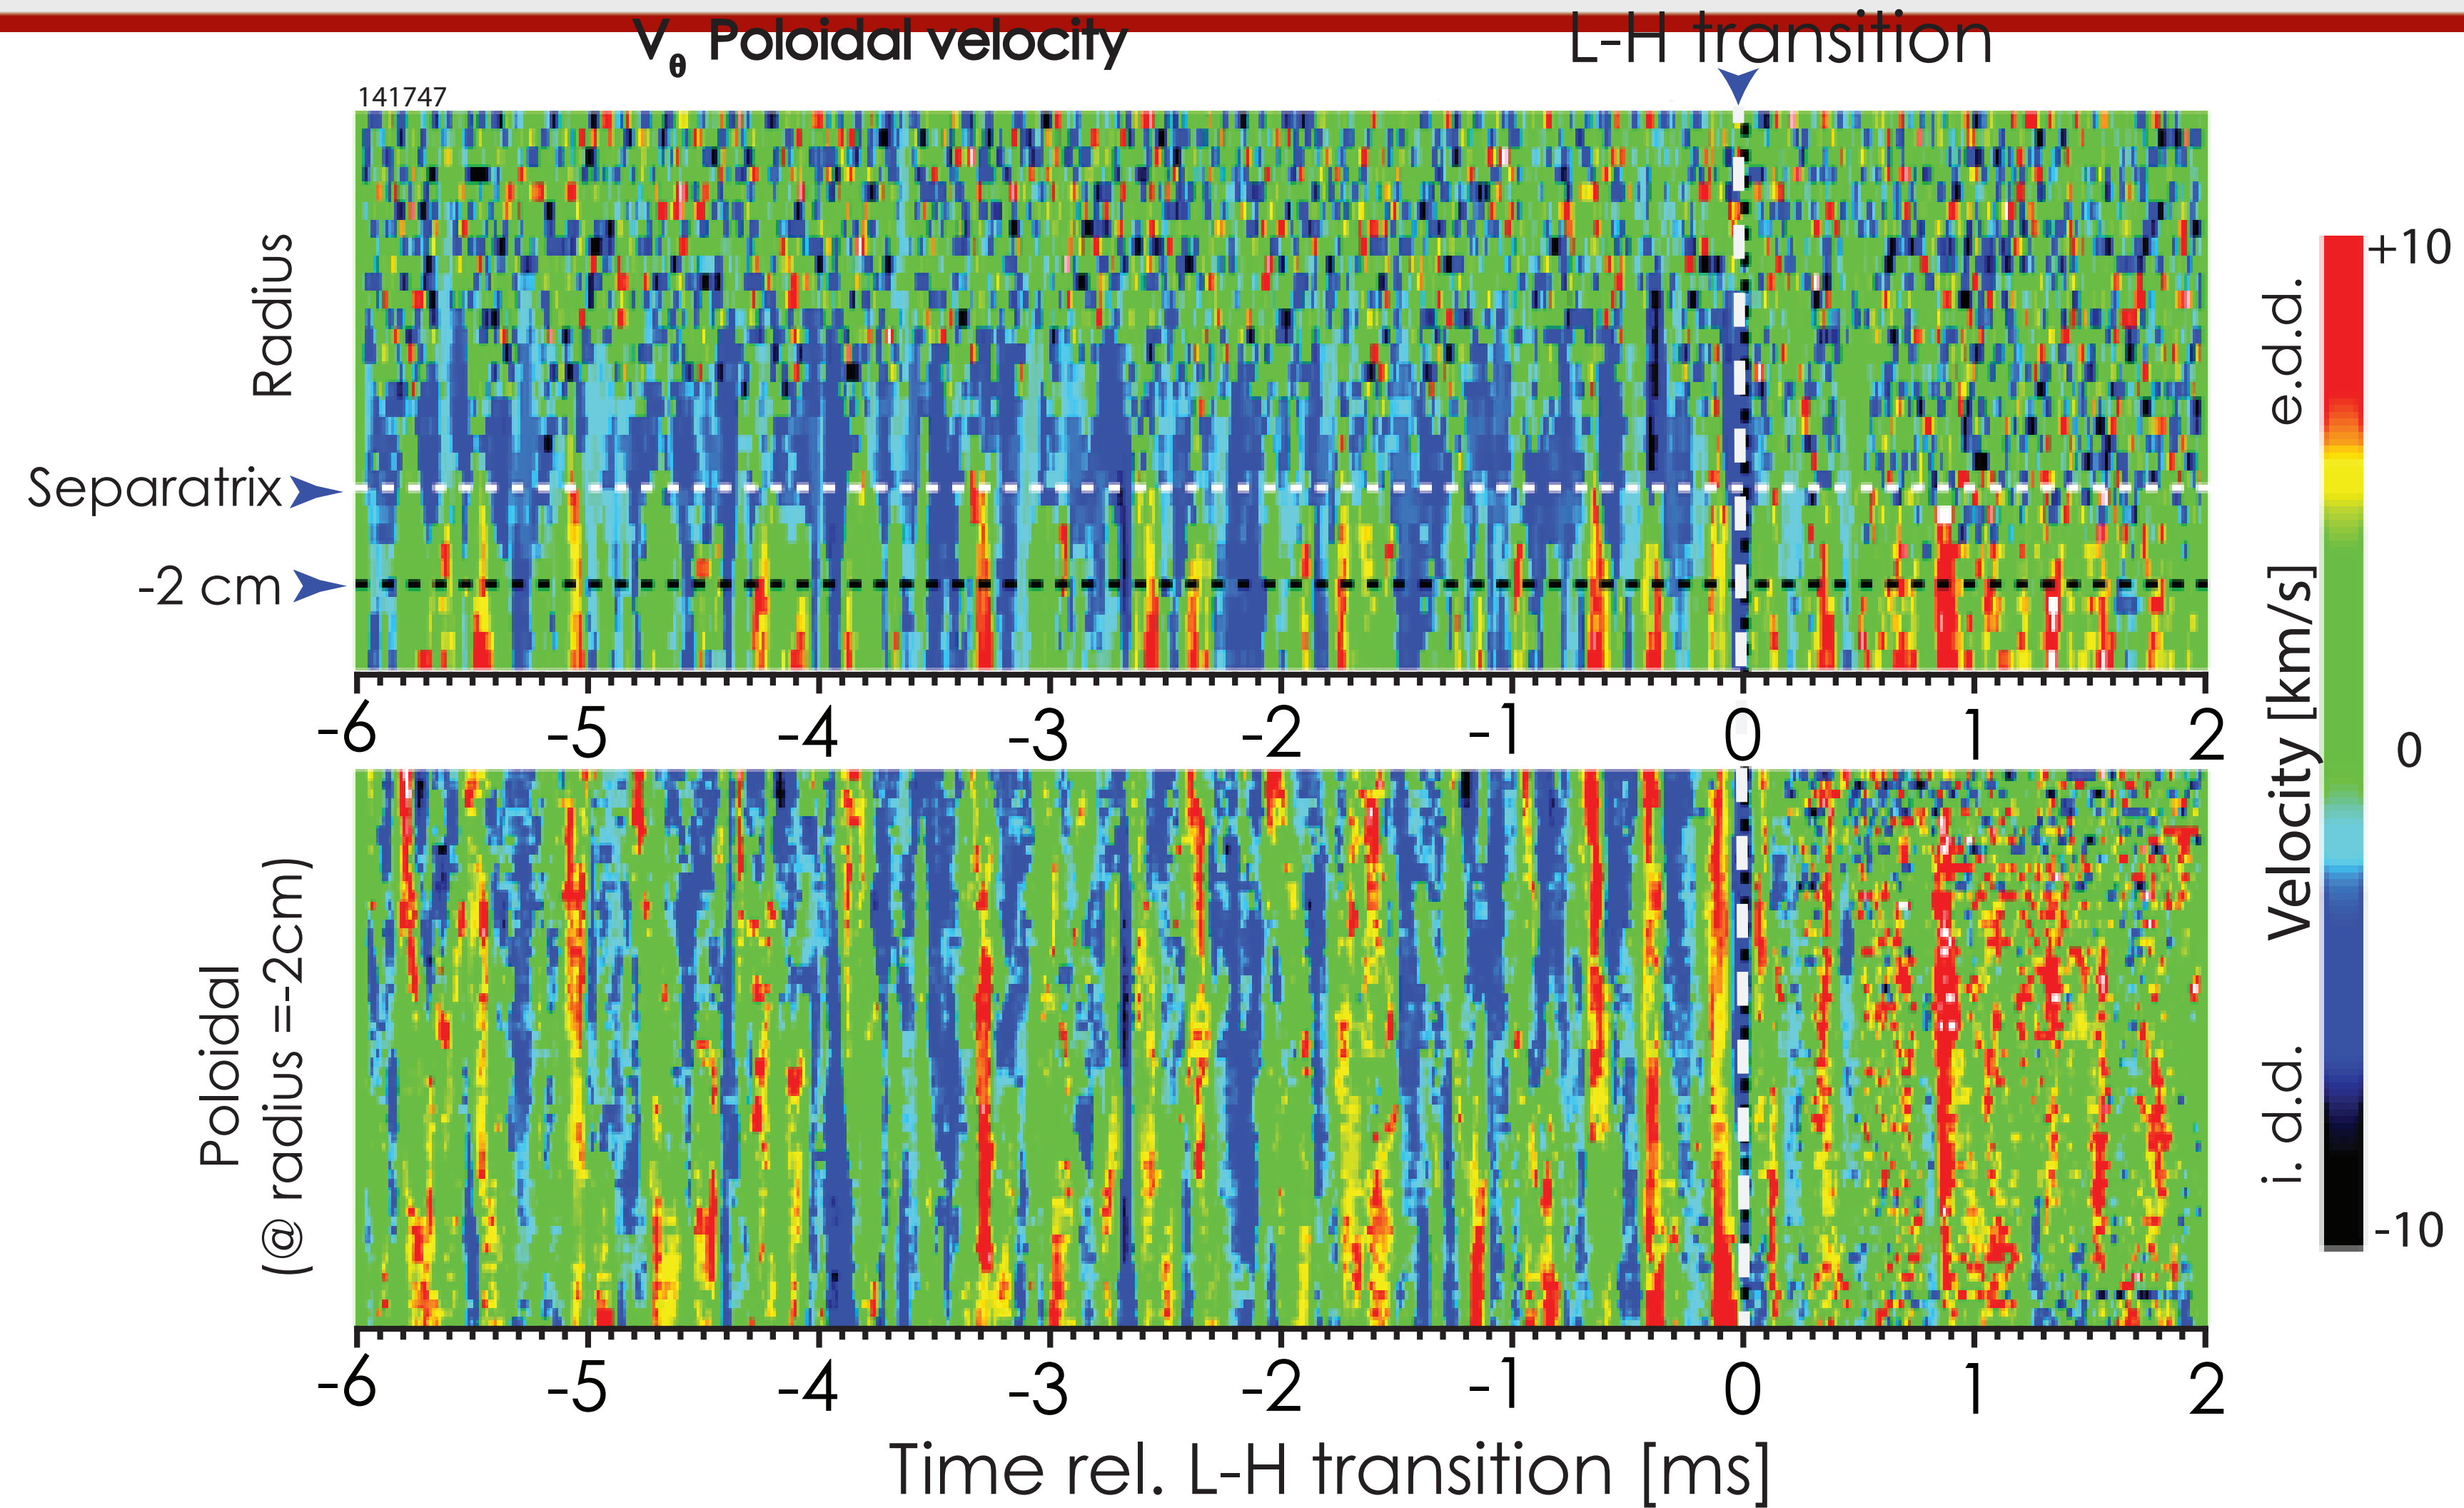 V_θ Poloidal velocity
L-H transition
141747
Radius
Separatrix
-2 cm
-6 -5 -4 -3 -2 -1 0 1 2
Poloidal
(@ radius =-2cm)
-6 -5 -4 -3 -2 -1 0 1 2
Time rel. L-H transition [ms]
i.d.d. Velocity [km/s] e.d.d.
+10
0
-10